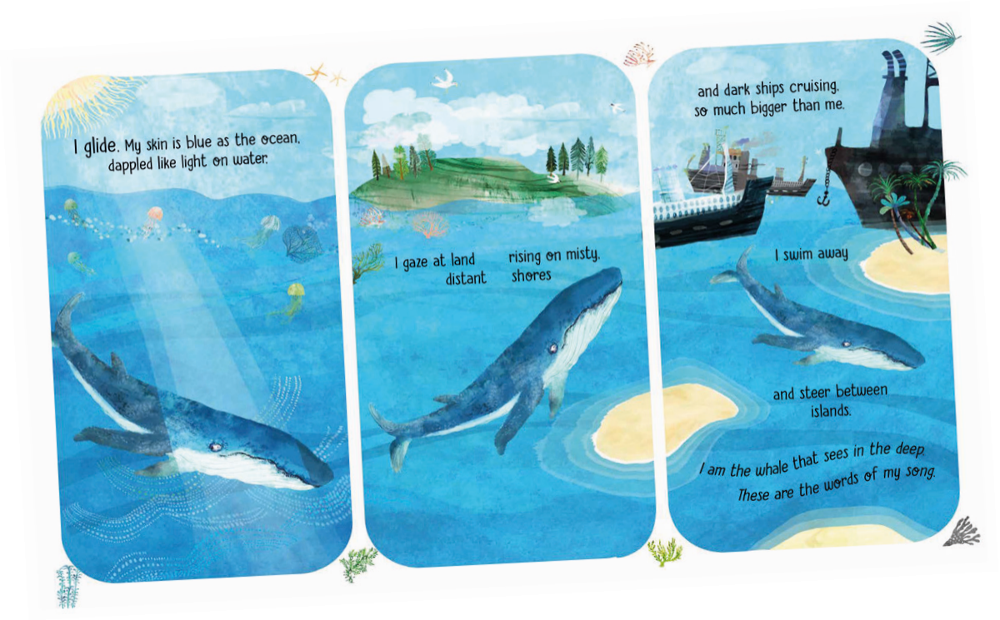 I glide. My skin is blue as the ocean,
dappled like light on water.
I gaze at land rising on misty,
distant shores
and dark ships cruising,
so much bigger than me.
I swim away
and steer between
islands.
I am the whale that sees in the deep.
These are the words of my song.